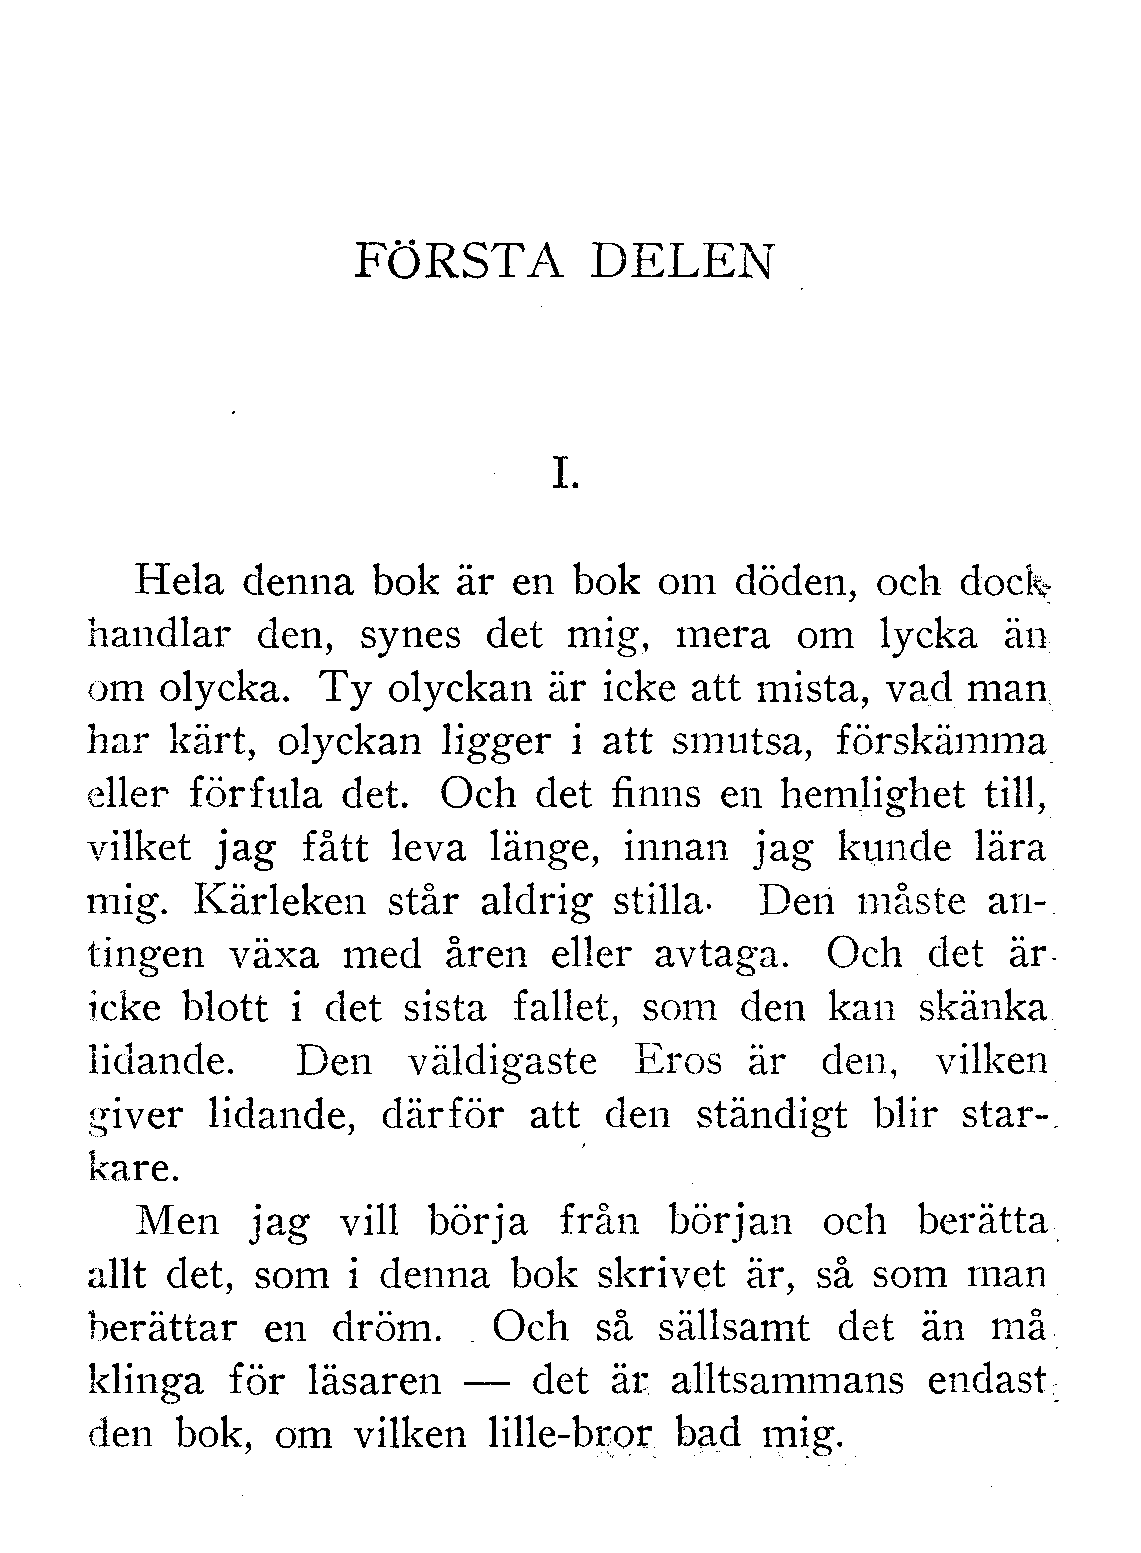 FÖRSTA DELEN
I.
Hela denna bok är en bok om döden, och dock
handlar den, synes det mig, mera om lycka än
om olycka. Ty olyckan är icke att mista, vad man
har kärt, olyckan ligger i att smutsa, förskämma
eller förfula det. Och det finns en hemlighet till,
vilket jag fått leva länge, innan jag kunde lära
mig. Kärleken står aldrig stilla. Den måste an-
tingen växa med åren eller avtaga. Och det är
icke blott i det sista fallet, som den kan skänka
lidande. Den väldigaste Eros är den, vilken
giver lidande, därför att den ständigt blir star-
kare.
Men jag vill börja från början och berätta
allt det, som i denna bok skrivet är, så som man
berättar en dröm. Och så sällsamt det än må
klinga för läsaren — det är alltsammans endast
den bok, om vilken lille-bror bad mig.